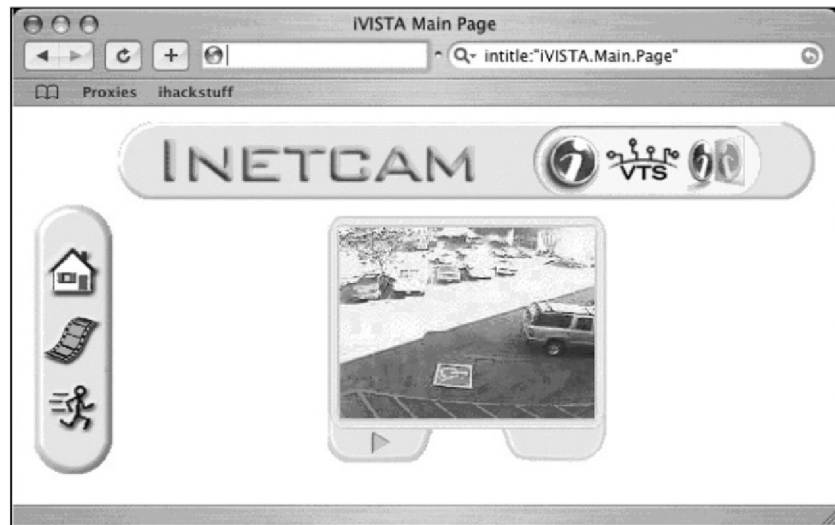 iVISTA Main Page
intitle:"iVISTA.Main.Page"
Proxies ihackstuff
INETCAM
VTS